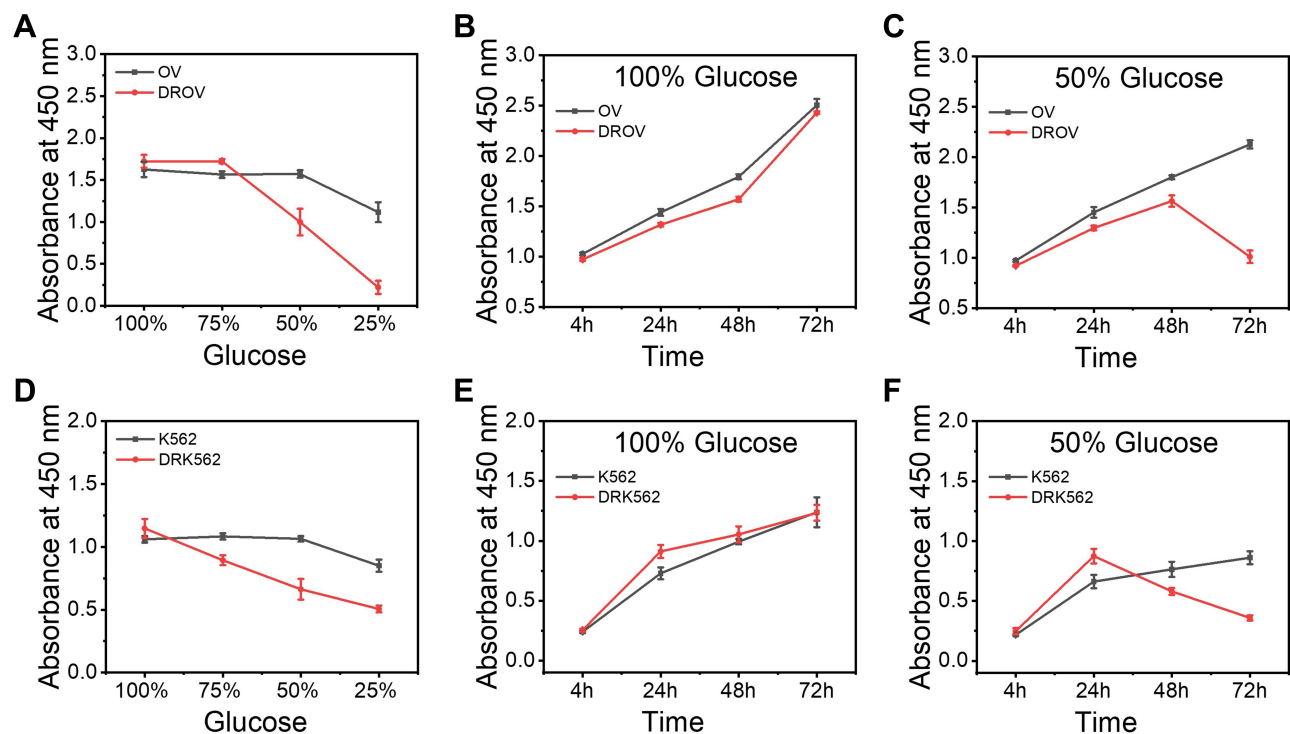 A
Absorbance at 450 nm
3.0
2.5
2.0
1.5
1.0
0.5
0.0
OV
DROV
100% 75% 50% 25%
Glucose
B
Absorbance at 450 nm
3.0
2.5
2.0
1.5
1.0
0.5
100% Glucose
OV
DROV
4h 24h 48h 72h
Time
C
Absorbance at 450 nm
3.0
2.5
2.0
1.5
1.0
0.5
50% Glucose
OV
DROV
4h 24h 48h 72h
Time
D
Absorbance at 450 nm
2.0
1.5
1.0
0.5
0.0
K562
DRK562
100% 75% 50% 25%
Glucose
E
Absorbance at 450 nm
2.0
1.5
1.0
0.5
0.0
100% Glucose
K562
DRK562
4h 24h 48h 72h
Time
F
Absorbance at 450 nm
2.0
1.5
1.0
0.5
0.0
50% Glucose
K562
DRK562
4h 24h 48h 72h
Time